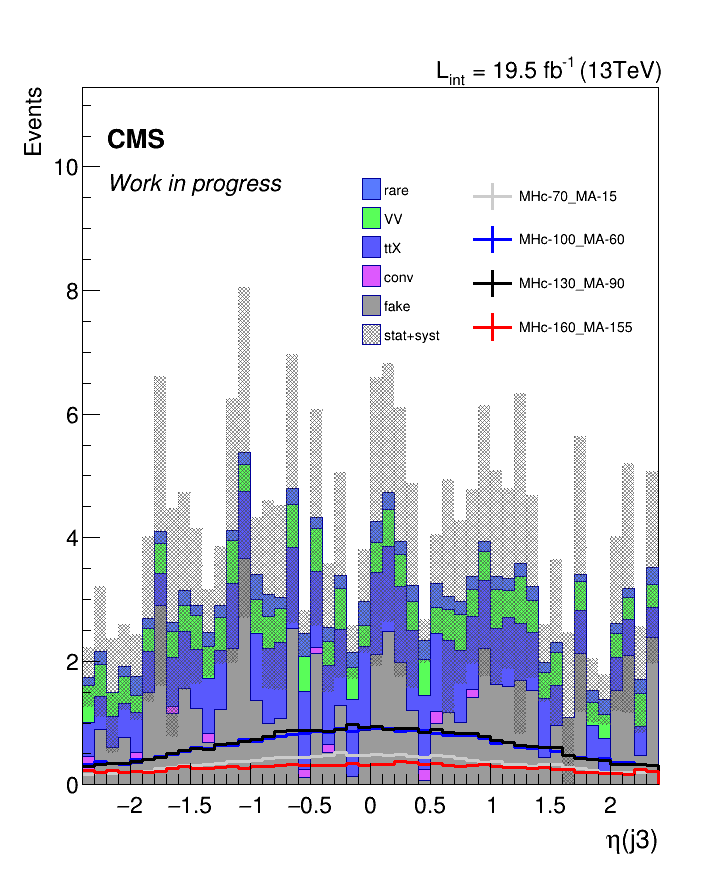 L_int = 19.5 fb^-1 (13TeV)
Events
CMS
Work in progress
rare
VV
ttX
conv
fake
stat+syst
MHc-70_MA-15
MHc-100_MA-60
MHc-130_MA-90
MHc-160_MA-155
10
8
6
4
2
0
−2 −1.5 −1 −0.5 0 0.5 1 1.5 2
η(j3)